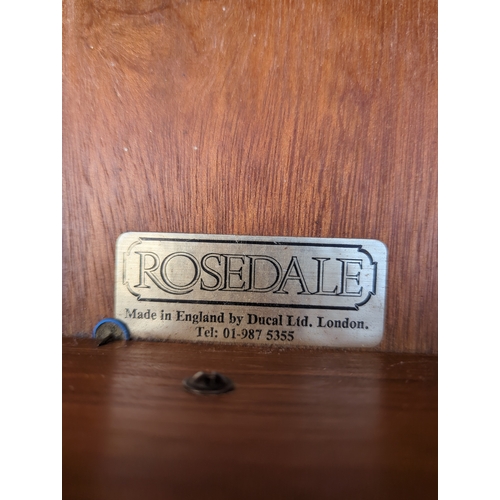 ROSEDALE
Made in England by Ducal Ltd. London.
Tel: 01-987 5355